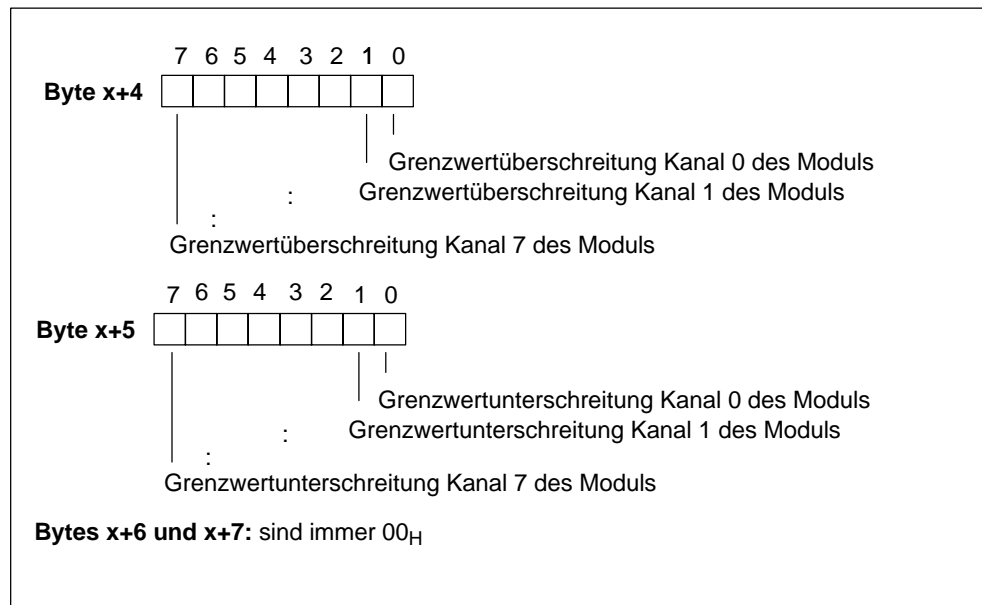 7 6 5 4 3 2 1 0
Byte x+4
Grenzwertüberschreitung Kanal 0 des Moduls
Grenzwertüberschreitung Kanal 1 des Moduls
:
:
Grenzwertüberschreitung Kanal 7 des Moduls
7 6 5 4 3 2 1 0
Byte x+5
Grenzwertunterschreitung Kanal 0 des Moduls
Grenzwertunterschreitung Kanal 1 des Moduls
:
:
Grenzwertunterschreitung Kanal 7 des Moduls
Bytes x+6 und x+7: sind immer 00H